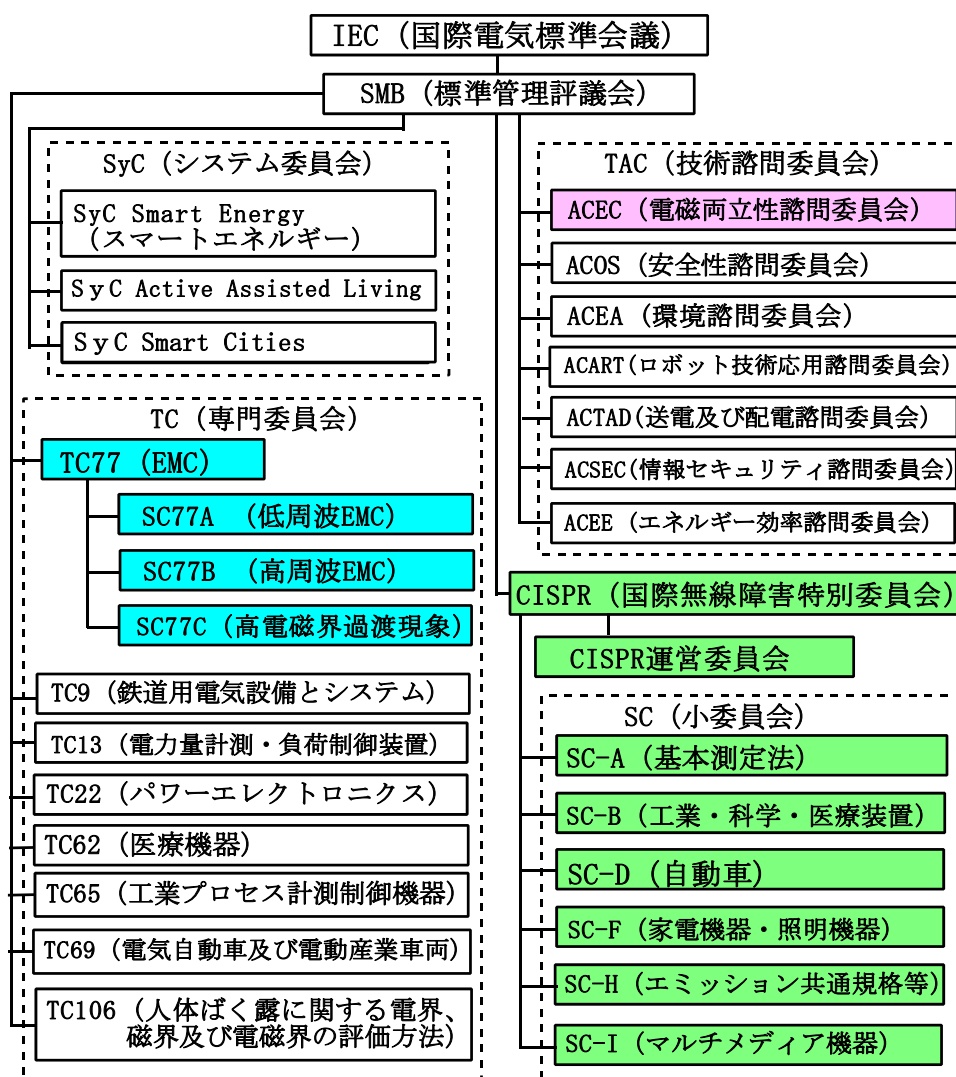 IEC (国際電気標準会議)
SMB (標準管理評議会)
SyC (システム委員会)
SyC Smart Energy
(スマートエネルギー)
SyC Active Assisted Living
SyC Smart Cities
TAC (技術諮問委員会)
ACEC (電磁両立性諮問委員会)
ACOS (安全性諮問委員会)
ACEA (環境諮問委員会)
ACART(ロボット技術応用諮問委員会)
ACTAD(送電及び配電諮問委員会)
ACSEC(情報セキュリティ諮問委員会)
ACEE (エネルギー効率諮問委員会)
TC (専門委員会)
TC77 (EMC)
SC77A (低周波EMC)
SC77B (高周波EMC)
SC77C (高電磁界過渡現象)
TC9 (鉄道用電気設備とシステム)
TC13 (電力量計測・負荷制御装置)
TC22 (パワーエレクトロニクス)
TC62 (医療機器)
TC65 (工業プロセス計測制御機器)
TC69 (電気自動車及び電動産業車両)
TC106 (人体ばく露に関する電界、
磁界及び電磁界の評価方法)
CISPR (国際無線障害特別委員会)
CISPR運営委員会
SC (小委員会)
SC-A (基本測定法)
SC-B (工業・科学・医療装置)
SC-D (自動車)
SC-F (家電機器・照明機器)
SC-H (エミッション共通規格等)
SC-I (マルチメディア機器)